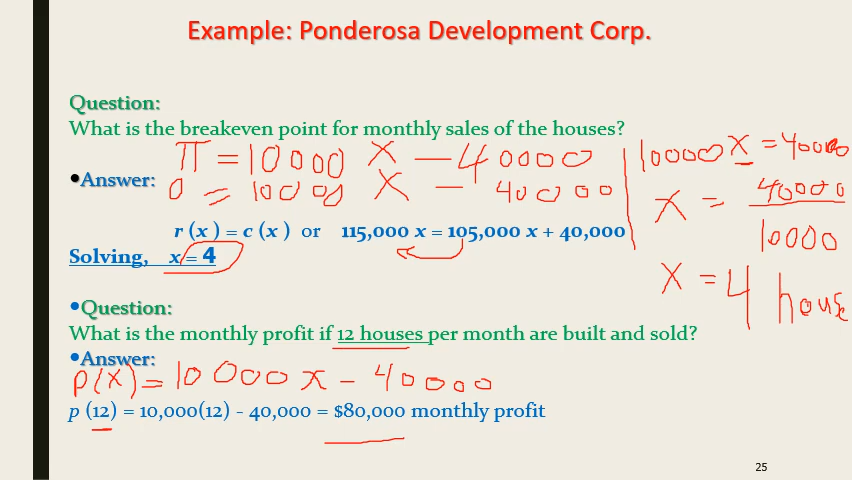 Example: Ponderosa Development Corp.
Question:
What is the breakeven point for monthly sales of the houses?
π = 10000 x - 40000
•Answer:
0 = 10000 x - 40000
r (x ) = c (x ) or 115,000 x = 105,000 x + 40,000
Solving, x = 4
10000 x = 40000
x = 40000
10000
x = 4 house
•Question:
What is the monthly profit if 12 houses per month are built and sold?
•Answer:
p(x) = 10000x - 40000
p (12) = 10,000(12) - 40,000 = $80,000 monthly profit
25